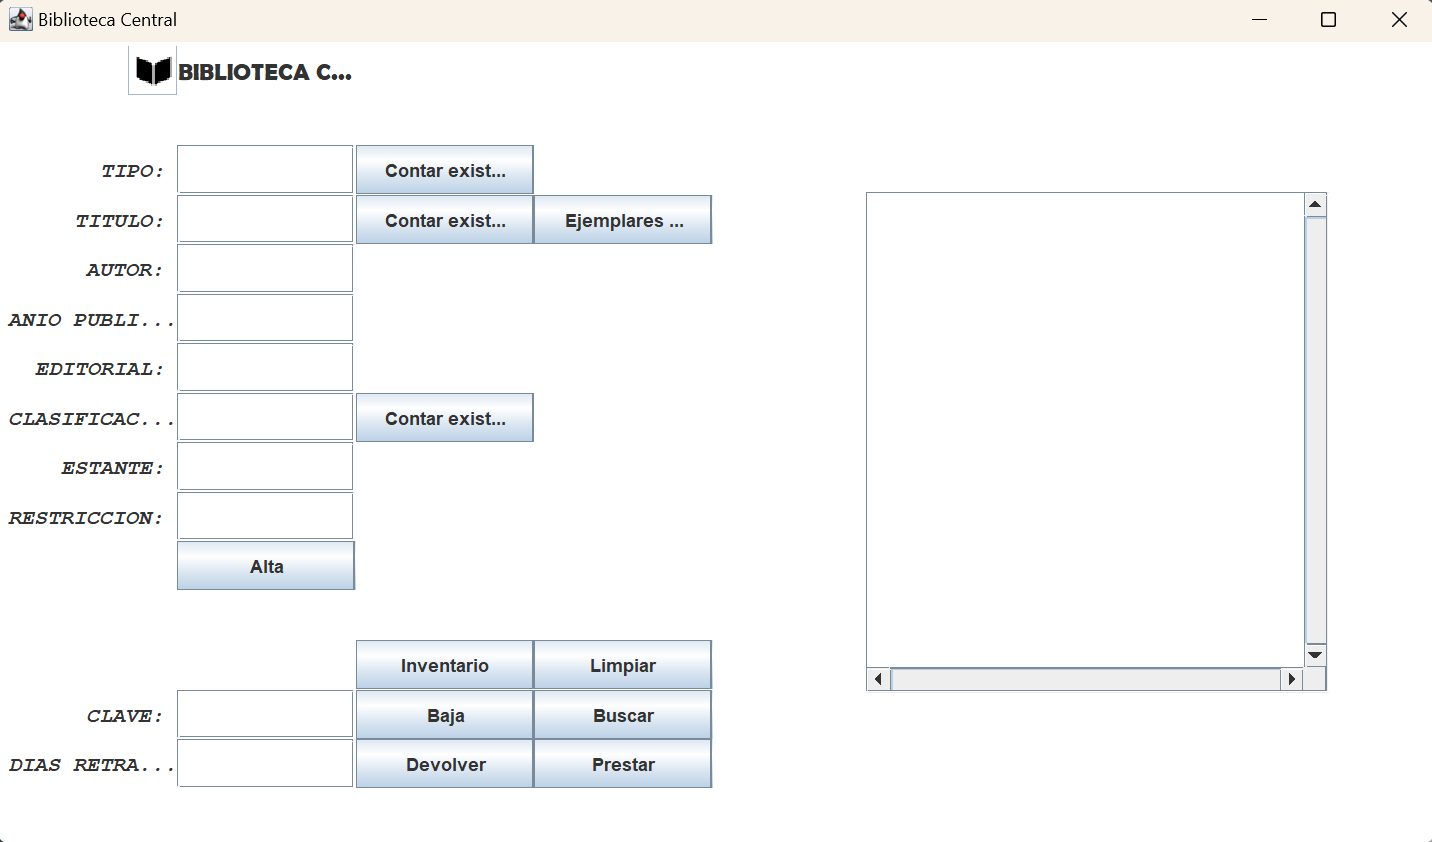 Biblioteca Central
BIBLIOTECA C...
TIPO: Contar exist...
TITULO: Contar exist... Ejemplares ...
AUTOR:
ANIO PUBLI...
EDITORIAL:
CLASIFICAC... Contar exist...
ESTANTE:
RESTRICCION:
Alta
Inventario Limpiar
CLAVE: Baja Buscar
DIAS RETRA... Devolver Prestar